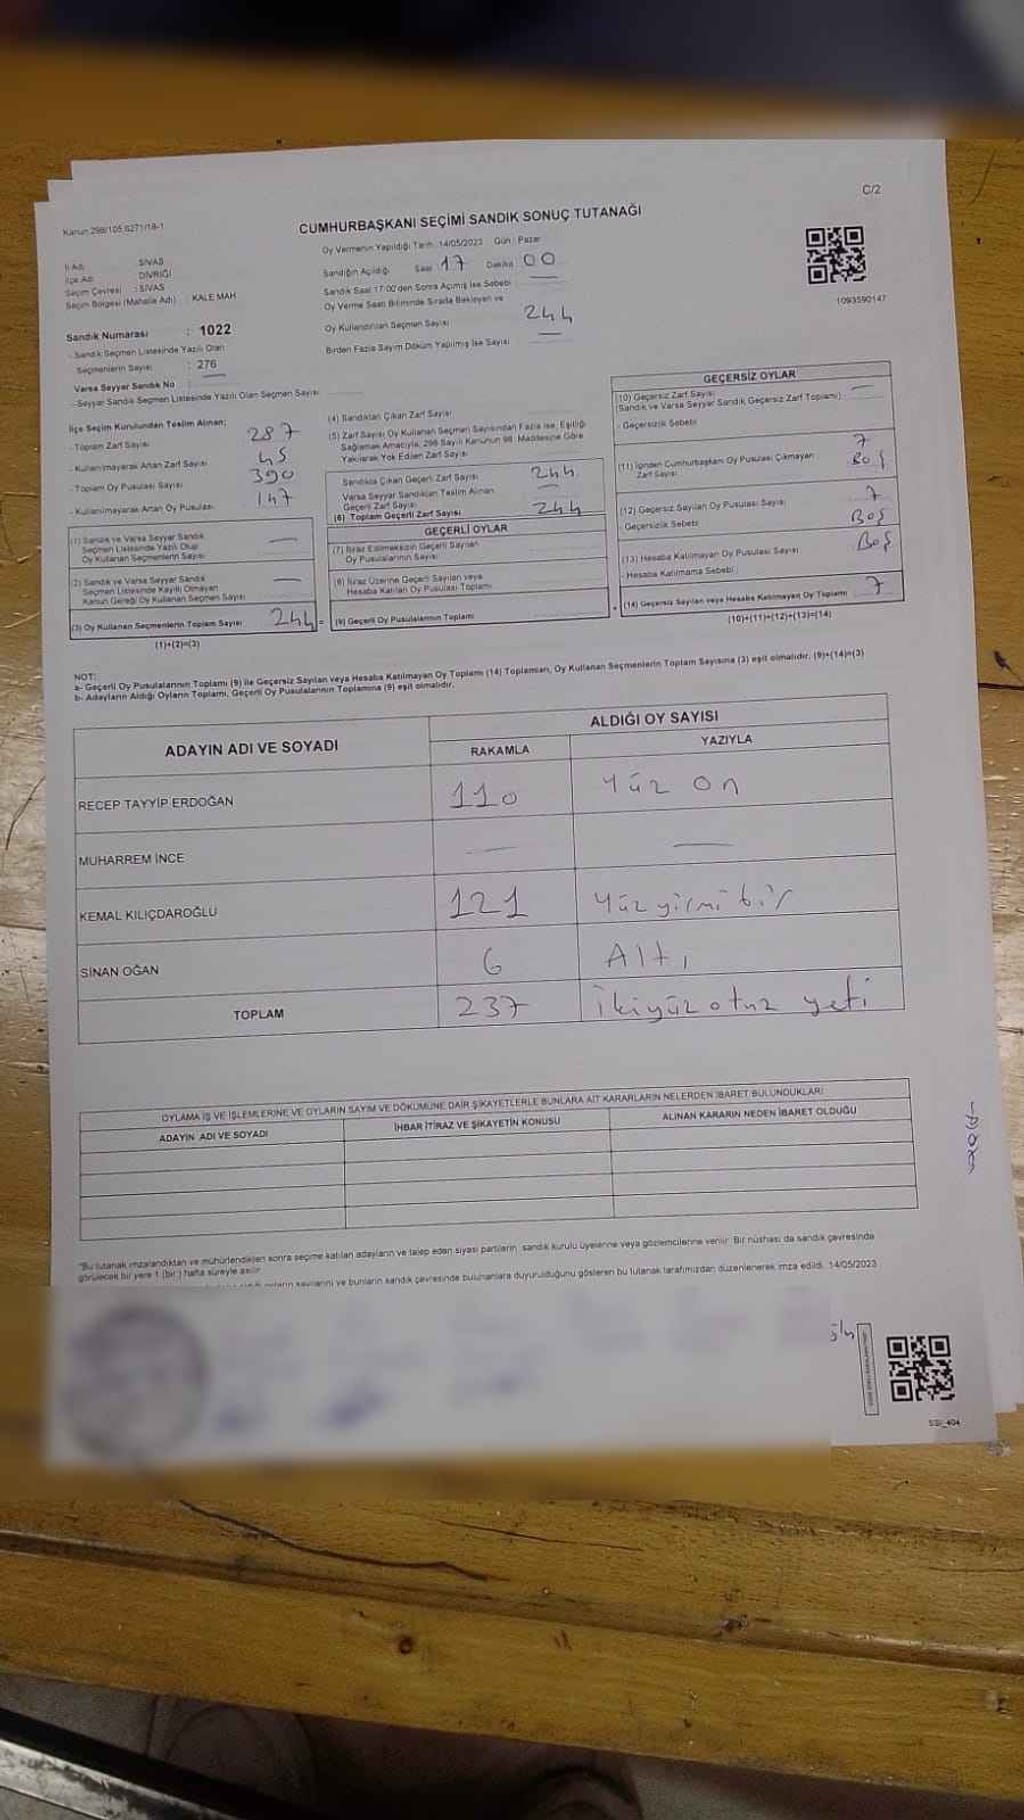 C/2
Karun 298/105,6271/18-1
CUMHURBAŞKANI SEÇİMİ SANDIK SONUÇ TUTANAĞI
Oy Vermenin Yapıldığı Tarih 14/05/2023 Gün: Pazar
İl Adı SİVAS
İlçe Adı DİVRİĞİ
Seçim Çevresi : SİVAS
Seçim Bölgesi (Mahalle Adı) KALE MAH
Sandığın Açıldığı Saat 17 Dakika 00
Sandık Saat 17:00'den Sonra Açılmış İse Sebebi
Oy Verme Saati Bitiminde Sırada Bekleyen ve
Oy Kullandırılan Seçmen Sayısı 244
Birden Fazla Sayım Döküm Yapılmış İse Sayısı —
1093590147
Sandık Numarası : 1022
- Sandık Seçmen Listesinde Yazılı Olan
Seçmenlerin Sayısı : 276
Varsa Seyyar Sandık No —
- Seyyar Sandık Seçmen Listesinde Yazılı Olan Seçmen Sayısı
İlçe Seçim Kurulundan Teslim Alınan;
- Toplam Zarf Sayısı 287
- Kullanılmayarak Artan Zarf Sayısı 45
- Toplam Oy Pusulası Sayısı 390
- Kullanılmayarak Artan Oy Pusulası 147
(1) Sandık ve Varsa Seyyar Sandık
Seçmen Listesinde Yazılı Olup
Oy Kullanan Seçmenlerin Sayısı —
(2) Sandık ve Varsa Seyyar Sandık
Seçmen Listesinde Kayıtlı Olmayan
Kanun Gereği Oy Kullanan Seçmen Sayısı —
(3) Oy Kullanan Seçmenlerin Toplam Sayısı 244 =
(1)+(2)=(3)
(4) Sandıktan Çıkan Zarf Sayısı
(5) Zarf Sayısı Oy Kullanan Seçmen Sayısından Fazla İse, Eşitliği
Sağlamak Amacıyla, 298 Sayılı Kanunun 98. Maddesine Göre
Yakılarak Yok Edilen Zarf Sayısı
Sandıkta Çıkan Geçerli Zarf Sayısı 244
Varsa Seyyar Sandıktan Teslim Alınan
Geçerli Zarf Sayısı —
(6) Toplam Geçerli Zarf Sayısı 244
GEÇERLİ OYLAR
(7) İtiraz Edilmeksizin Geçerli Sayılan
Oy Pusulalarının Sayısı
(8) İtiraz Üzerine Geçerli Sayılan veya
Hesaba Katılan Oy Pusulası Toplamı
(9) Geçerli Oy Pusulalarının Toplamı +
GEÇERSİZ OYLAR
(10) Geçersiz Zarf Sayısı —
(Sandık ve Varsa Seyyar Sandık Geçersiz Zarf Toplamı)
- Geçersizlik Sebebi
(11) İçinden Cumhurbaşkanı Oy Pusulası Çıkmayan 7
Zarf Sayısı Boş
(12) Geçersiz Sayılan Oy Pusulası Sayısı 7
- Geçersizlik Sebebi Boş
(13) Hesaba Katılmayan Oy Pusulası Sayısı Boş
- Hesaba Katılmama Sebebi
(14) Geçersiz Sayılan veya Hesaba Katılmayan Oy Toplamı 7
(10)+(11)+(12)+(13)=(14)
NOT:
a- Geçerli Oy Pusulalarının Toplamı (9) ile Geçersiz Sayılan veya Hesaba Katılmayan Oy Toplamı (14) Toplamları, Oy Kullanan Seçmenlerin Toplam Sayısına (3) eşit olmalıdır. (9)+(14)=(3)
b- Adayların Aldığı Oyların Toplamı, Geçerli Oy Pusulalarının Toplamına (9) eşit olmalıdır.
ADAYIN ADI VE SOYADI ALDIĞI OY SAYISI
RAKAMLA YAZIYLA
RECEP TAYYİP ERDOĞAN 110 Yüz on
MUHARREM İNCE — —
KEMAL KILIÇDAROĞLU 121 Yüz yirmi bir
SİNAN OĞAN 6 Altı
TOPLAM 237 İkiyüz otuz yeti
OYLAMA İŞ VE İŞLEMLERİNE VE OYLARIN SAYIM VE DÖKÜMÜNE DAİR ŞİKAYETLERLE BUNLARA AİT KARARLARIN NELERDEN İBARET BULUNDUKLARI
ADAYIN ADI VE SOYADI İHBAR İTİRAZ VE ŞİKAYETİN KONUSU ALINAN KARARIN NEDEN İBARET OLDUĞU
"Bu tutanak imzalandıktan ve mühürlendikten sonra seçime katılan adayların ve talep eden siyasi partilerin sandık kurulu üyelerine veya gözlemcilerine verilir. Bir nüshası da sandık çevresinde
görülecek bir yere 1 (bir) hafta süreyle asılır.
oyların sayılarını ve bunların sandık çevresinde bulunanlara duyurulduğunu gösteren bu tutanak tarafımızdan düzenlenerek imza edildi. 14/05/2023
SSİ_404